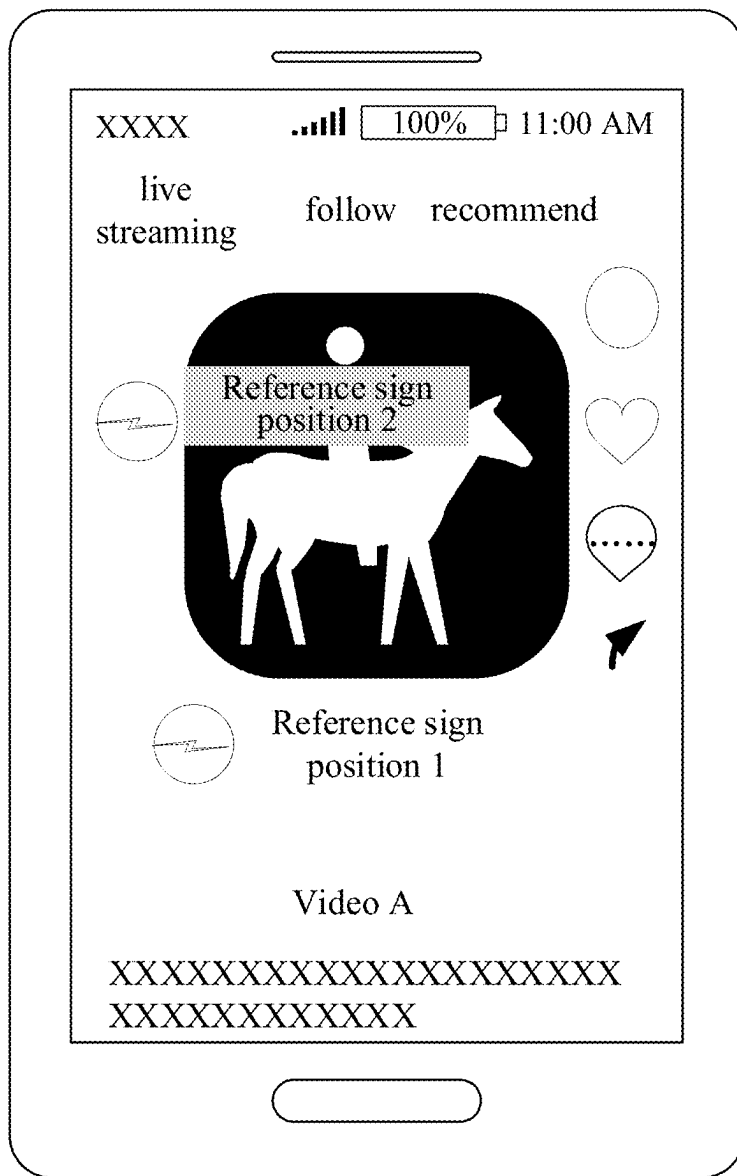 XXXX 100% 11:00 AM
live
streaming
follow recommend
Reference sign
position 2
Reference sign
position 1
Video A
XXXXXXXXXXXXXXXXXXXX
XXXXXXXXXXXX